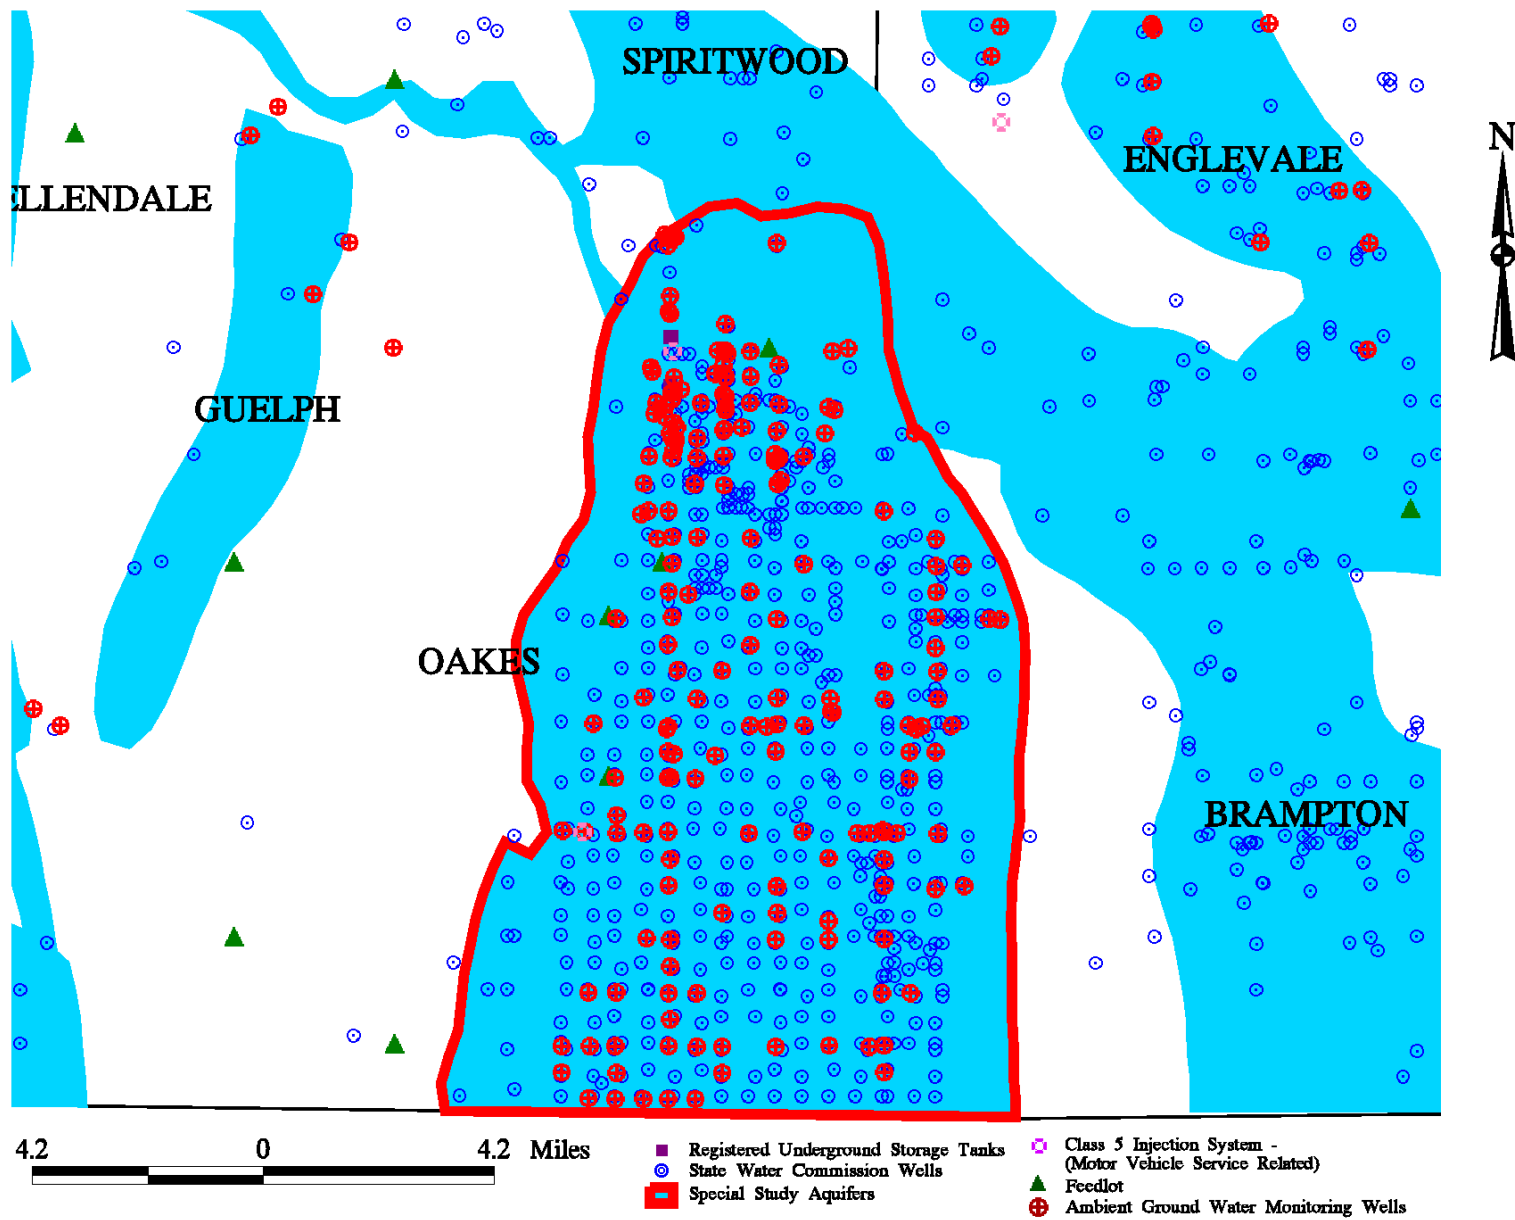 SPIRITWOOD
N
ENGLEVALE
ELLENDALE
GUELPH
OAKES
BRAMPTON
4.2 0 4.2 Miles
Registered Underground Storage Tanks
State Water Commission Wells
Special Study Aquifers
Class 5 Injection System -
(Motor Vehicle Service Related)
Feedlot
Ambient Ground Water Monitoring Wells